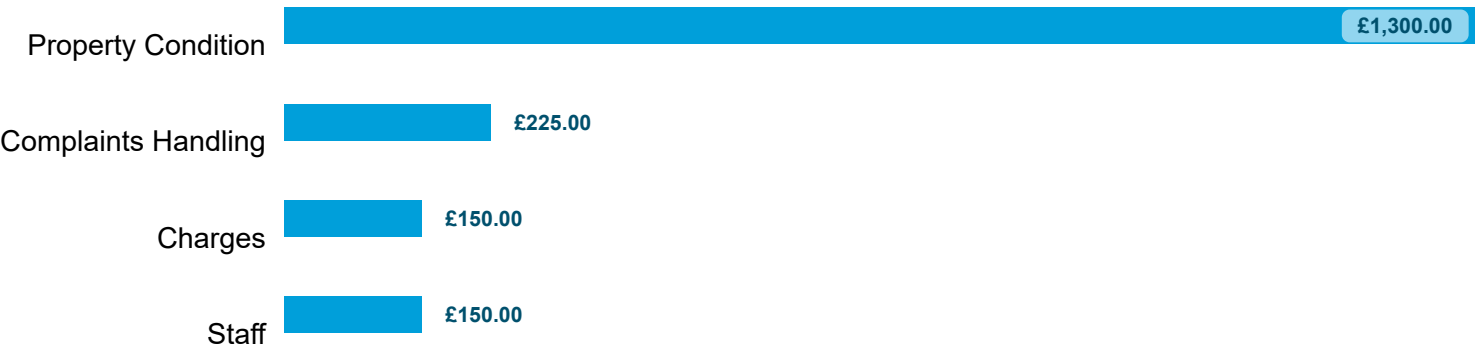 Property Condition £1,300.00
Complaints Handling £225.00
Charges £150.00
Staff £150.00